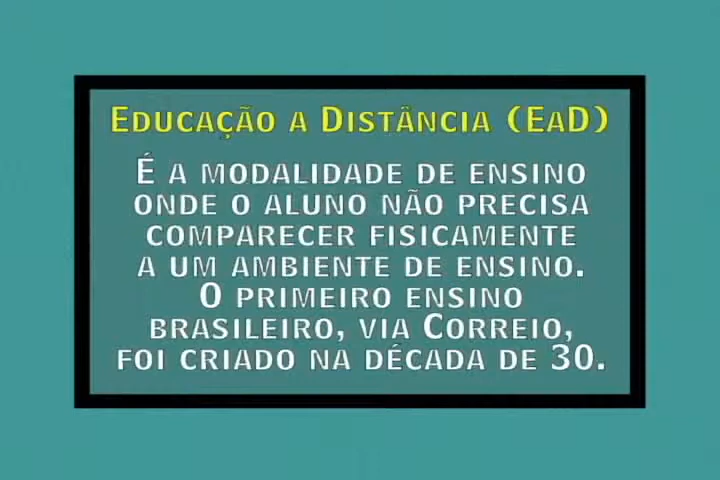 Educação a Distância (EaD)
É a modalidade de ensino
onde o aluno não precisa
comparecer fisicamente
a um ambiente de ensino.
O primeiro ensino
brasileiro, via Correio,
foi criado na década de 30.